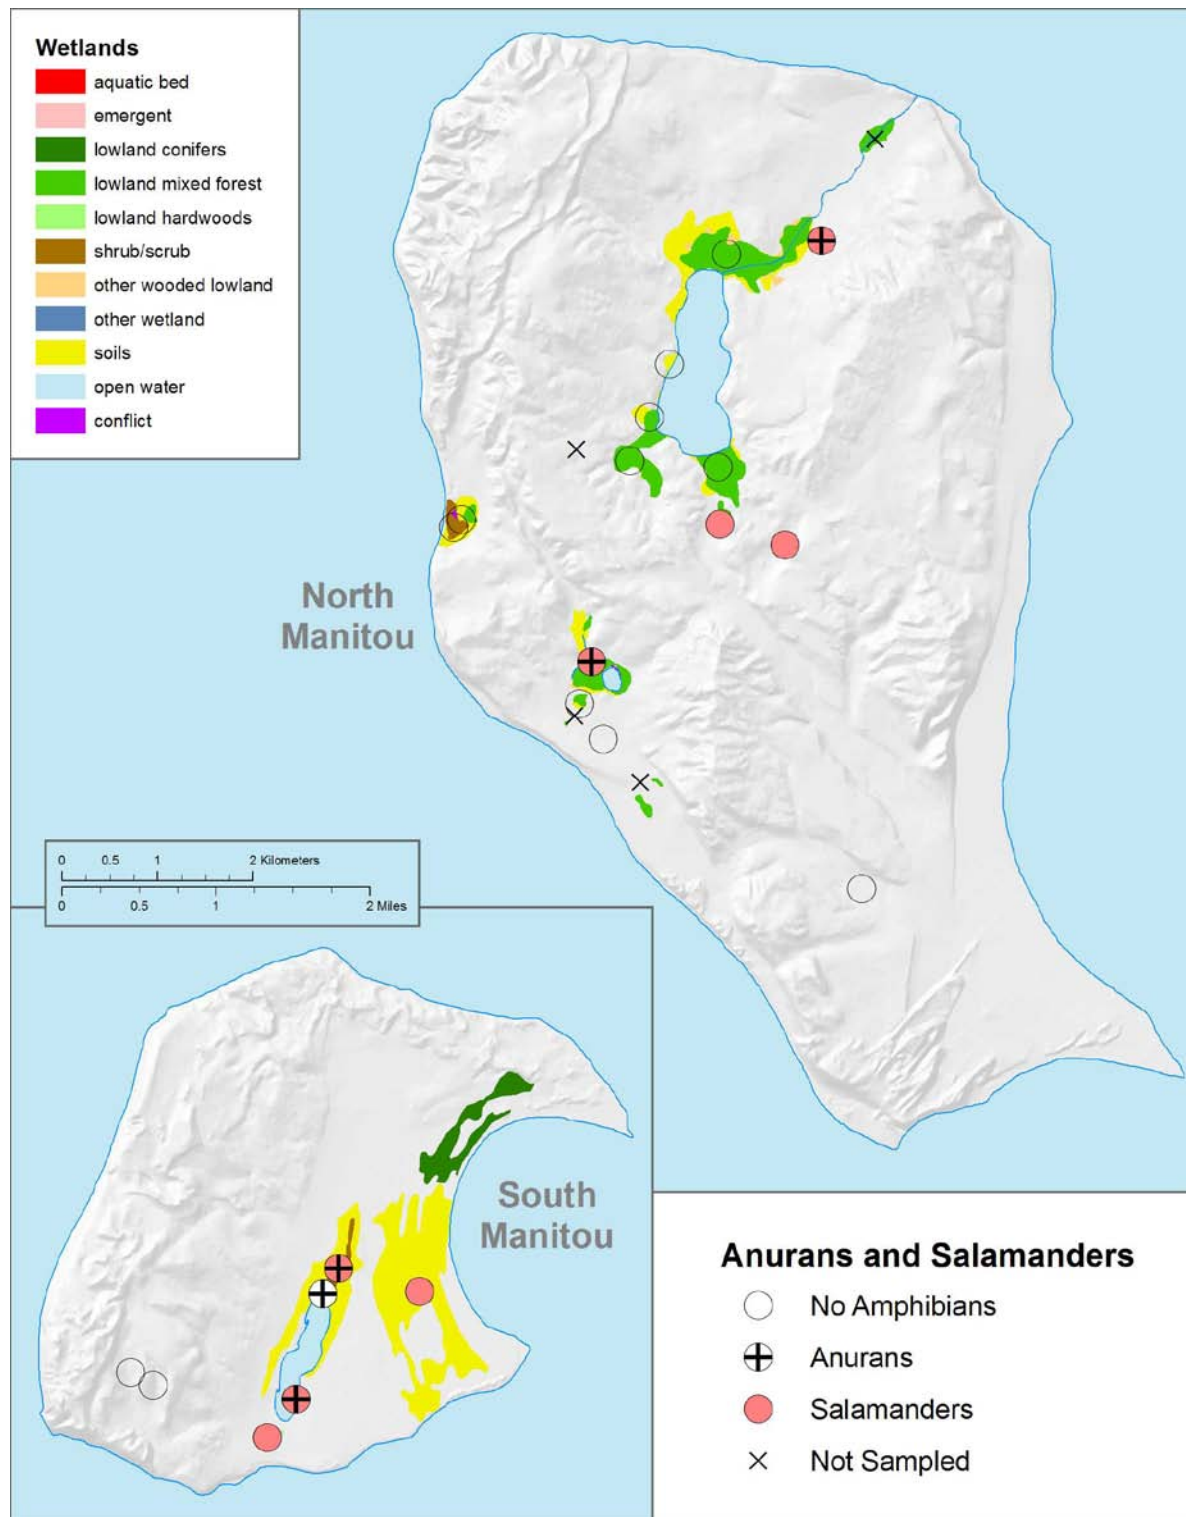 Wetlands
aquatic bed
emergent
lowland conifers
lowland mixed forest
lowland hardwoods
shrub/scrub
other wooded lowland
other wetland
soils
open water
conflict
North
Manitou
0 0.5 1 2 Kilometers
0 0.5 1 2 Miles
South
Manitou
Anurans and Salamanders
No Amphibians
Anurans
Salamanders
Not Sampled